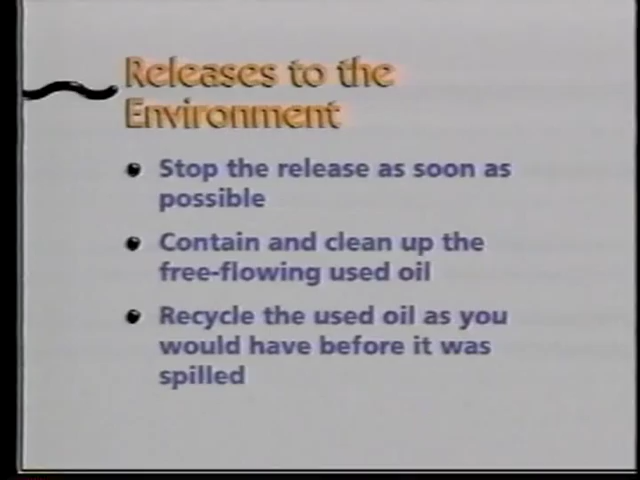 Releases to the
Environment
Stop the release as soon as
possible
Contain and clean up the
free-flowing used oil
Recycle the used oil as you
would have before it was
spilled